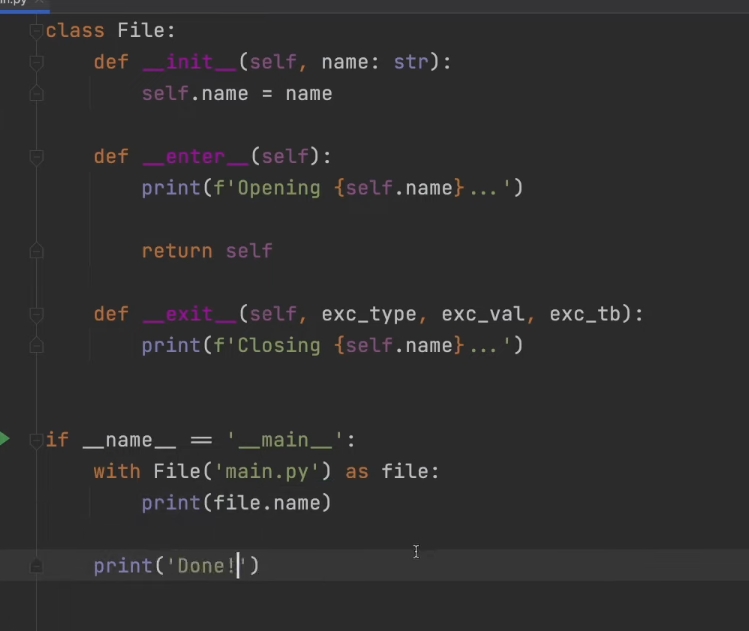 in.py
class File:
    def __init__(self, name: str):
        self.name = name
    def __enter__(self):
        print(f'Opening {self.name}...')
        return self
    def __exit__(self, exc_type, exc_val, exc_tb):
        print(f'Closing {self.name}...')
if __name__ == '__main__':
    with File('main.py') as file:
        print(file.name)
    print('Done!')